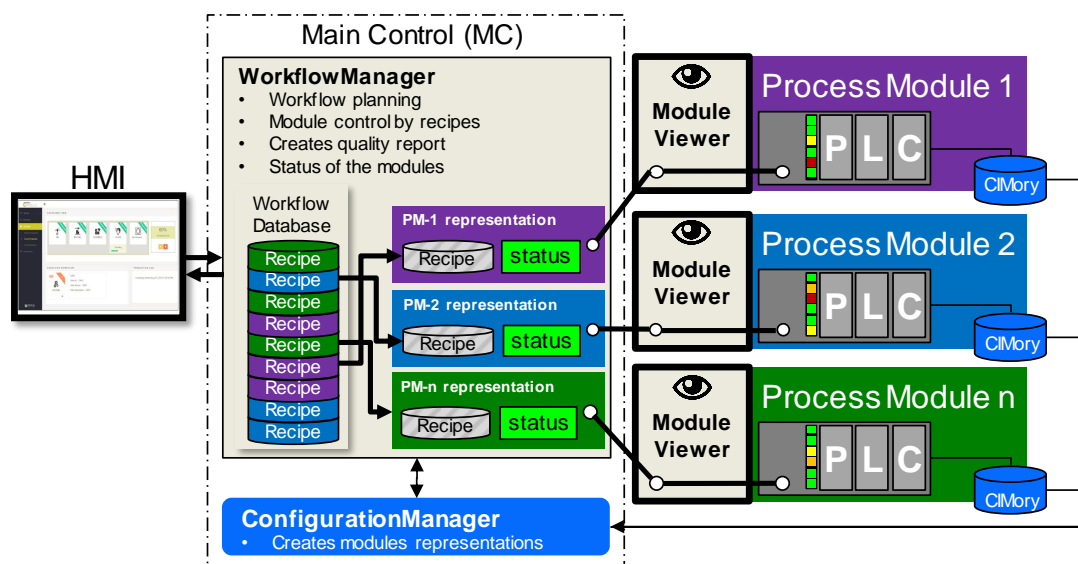 Main Control (MC)
WorkflowManager
• Workflow planning
• Module control by recipes
• Creates quality report
• Status of the modules
HMI
Workflow
Database
Recipe
Recipe
Recipe
Recipe
Recipe
Recipe
Recipe
Recipe
Recipe
PM-1 representation
Recipe
status
PM-2 representation
Recipe
status
PM-n representation
Recipe
status
ConfigurationManager
• Creates modules representations
Module
Viewer
Process Module 1
P L C
CIMory
Module
Viewer
Process Module 2
P L C
CIMory
Module
Viewer
Process Module n
P L C
CIMory